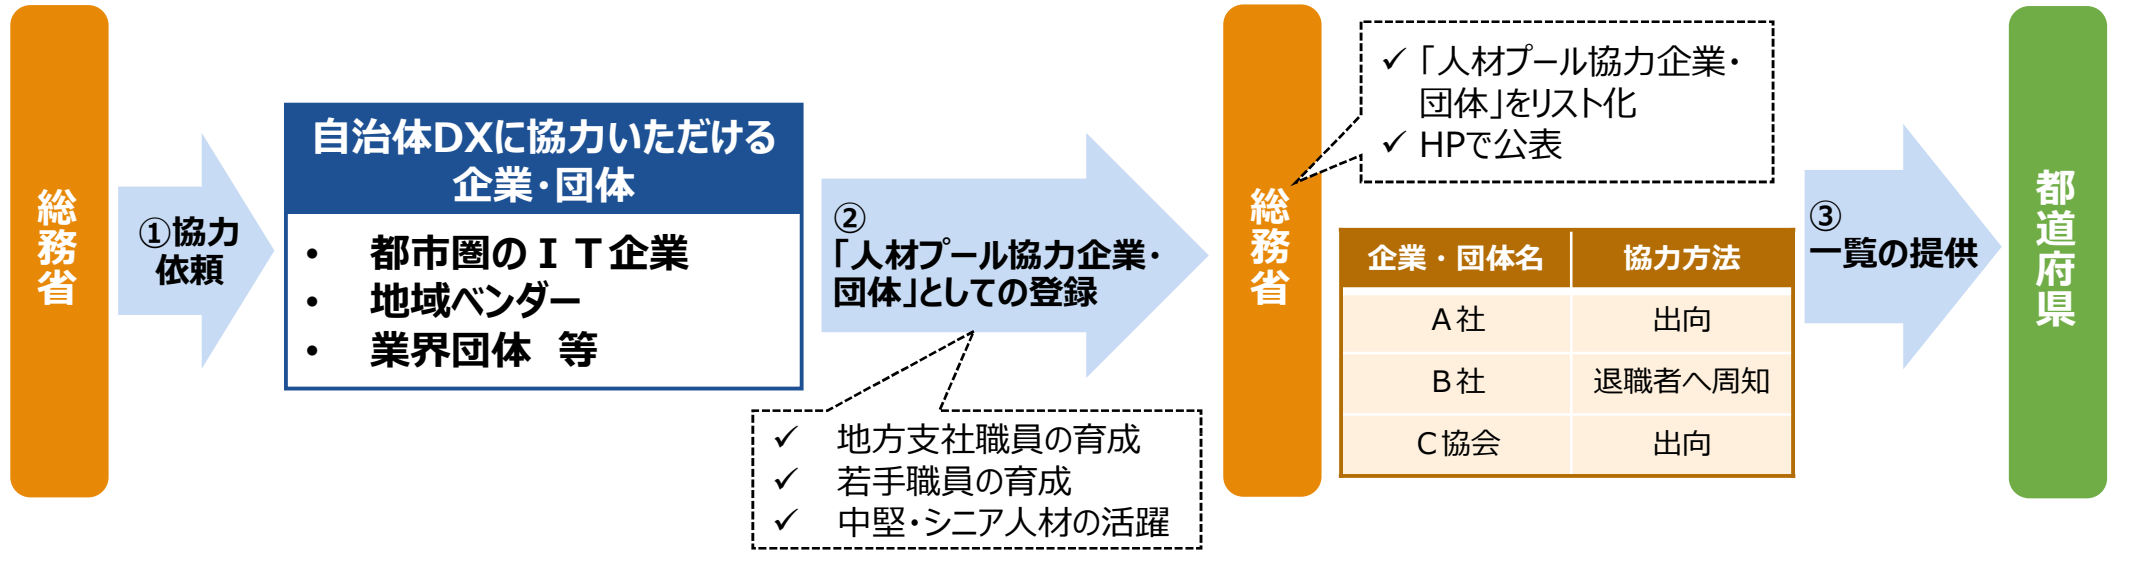 総務省
①協力
依頼
自治体DXに協力いただける
企業・団体
• 都市圏のＩＴ企業
• 地域ベンダー
• 業界団体 等
②
「人材プール協力企業・
団体」としての登録
✓ 地方支社職員の育成
✓ 若手職員の育成
✓ 中堅・シニア人材の活躍
総務省
✓ 「人材プール協力企業・
団体」をリスト化
✓ HPで公表
企業・団体名 協力方法
Ａ社 出向
Ｂ社 退職者へ周知
Ｃ協会 出向
③
一覧の提供
都道府県